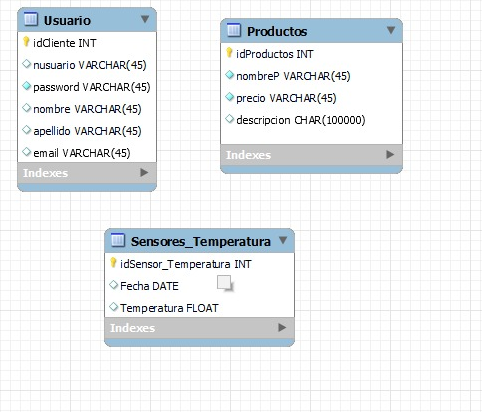 Usuario
idCliente INT
nusuario VARCHAR(45)
password VARCHAR(45)
nombre VARCHAR(45)
apellido VARCHAR(45)
email VARCHAR(45)
Indexes
Productos
idProductos INT
nombreP VARCHAR(45)
precio VARCHAR(45)
descripcion CHAR(100000)
Indexes
Sensores_Temperatura
idSensor_Temperatura INT
Fecha DATE
Temperatura FLOAT
Indexes